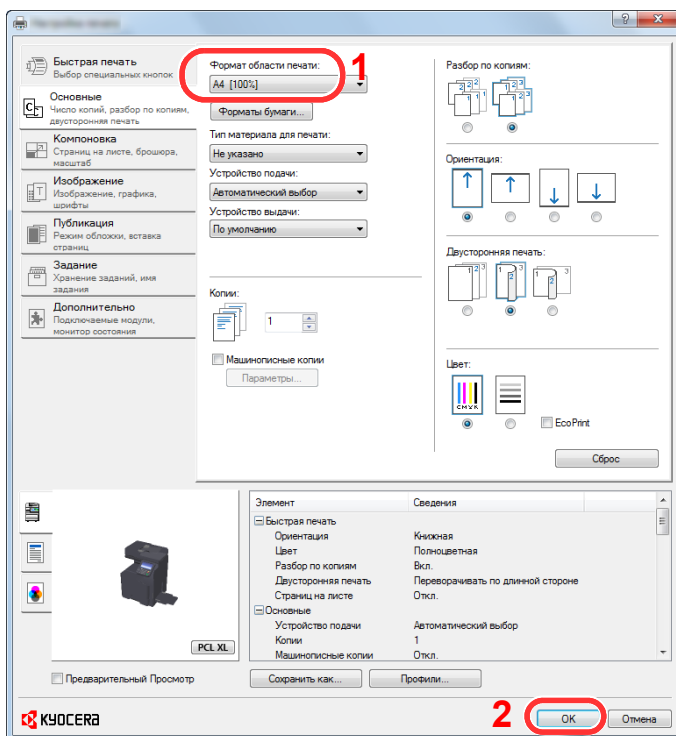 Быстрая печать
Выбор специальных кнопок
Основные
Число копий, разбор по копиям,
двусторонняя печать
Компоновка
Страниц на листе, брошюра,
масштаб
Изображение
Изображение, графика,
шрифты
Публикация
Режим обложки, вставка
страниц
Задание
Хранение заданий, имя
задания
Дополнительно
Подключаемые модули,
монитор состояния
Формат области печати:
1
A4 [100%]
Форматы бумаги...
Тип материала для печати:
Не указано
Устройство подачи:
Автоматический выбор
Устройство выдачи:
По умолчанию
Копии:
1
Машинописные копии
Параметры...
Разбор по копиям:
Ориентация:
Двусторонняя печать:
Цвет:
CMYK
EcoPrint
Сброс
PCL XL
Предварительный Просмотр
Элемент Сведения
Быстрая печать
Ориентация Книжная
Цвет Полноцветная
Разбор по копиям Вкл.
Двусторонняя печать Переворачивать по длинной стороне
Страниц на листе Откл.
Основные
Устройство подачи Автоматический выбор
Копии 1
Машинописные копии Откл.
Сохранить как... Профили...
KYOCERA
2
OK
Отмена